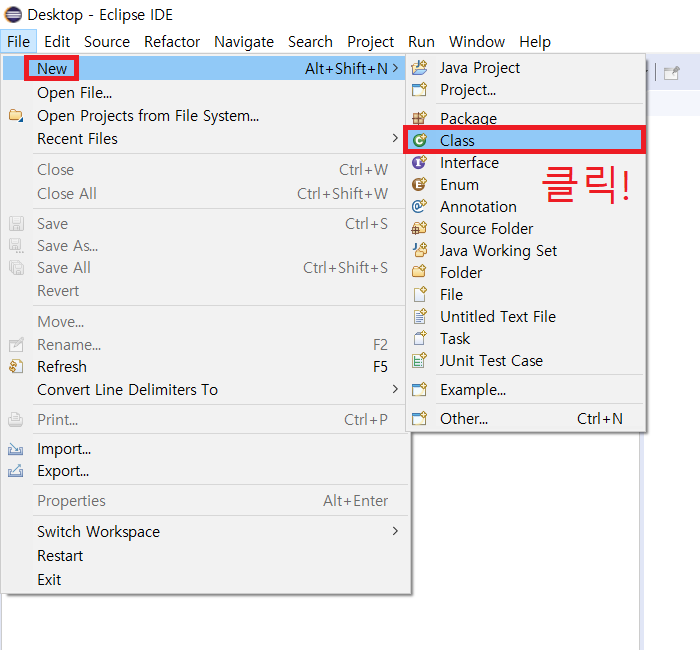 Desktop - Eclipse IDE
File Edit Source Refactor Navigate Search Project Run Window Help
New Alt+Shift+N >
Open File...
Open Projects from File System...
Recent Files >
Close Ctrl+W
Close All Ctrl+Shift+W
Save Ctrl+S
Save As...
Save All Ctrl+Shift+S
Revert
Move...
Rename... F2
Refresh F5
Convert Line Delimiters To >
Print... Ctrl+P
Import...
Export...
Properties Alt+Enter
Switch Workspace >
Restart
Exit
Java Project
Project...
Package
Class
Interface
클릭!
Enum
Annotation
Source Folder
Java Working Set
Folder
File
Untitled Text File
Task
JUnit Test Case
Example...
Other... Ctrl+N